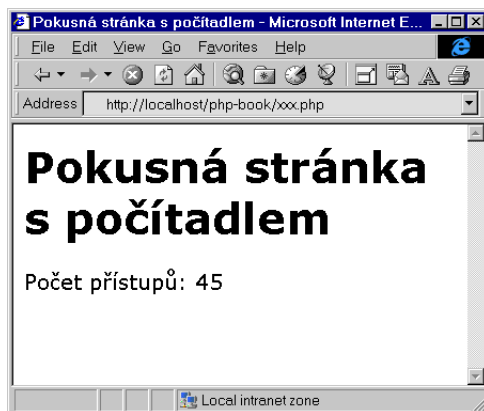 Pokusná stránka s počítadlem - Microsoft Internet E...
File Edit View Go Favorites Help
Address http://localhost/php-book/xxx.php
Pokusná stránka
s počítadlem
Počet přístupů: 45
Local intranet zone